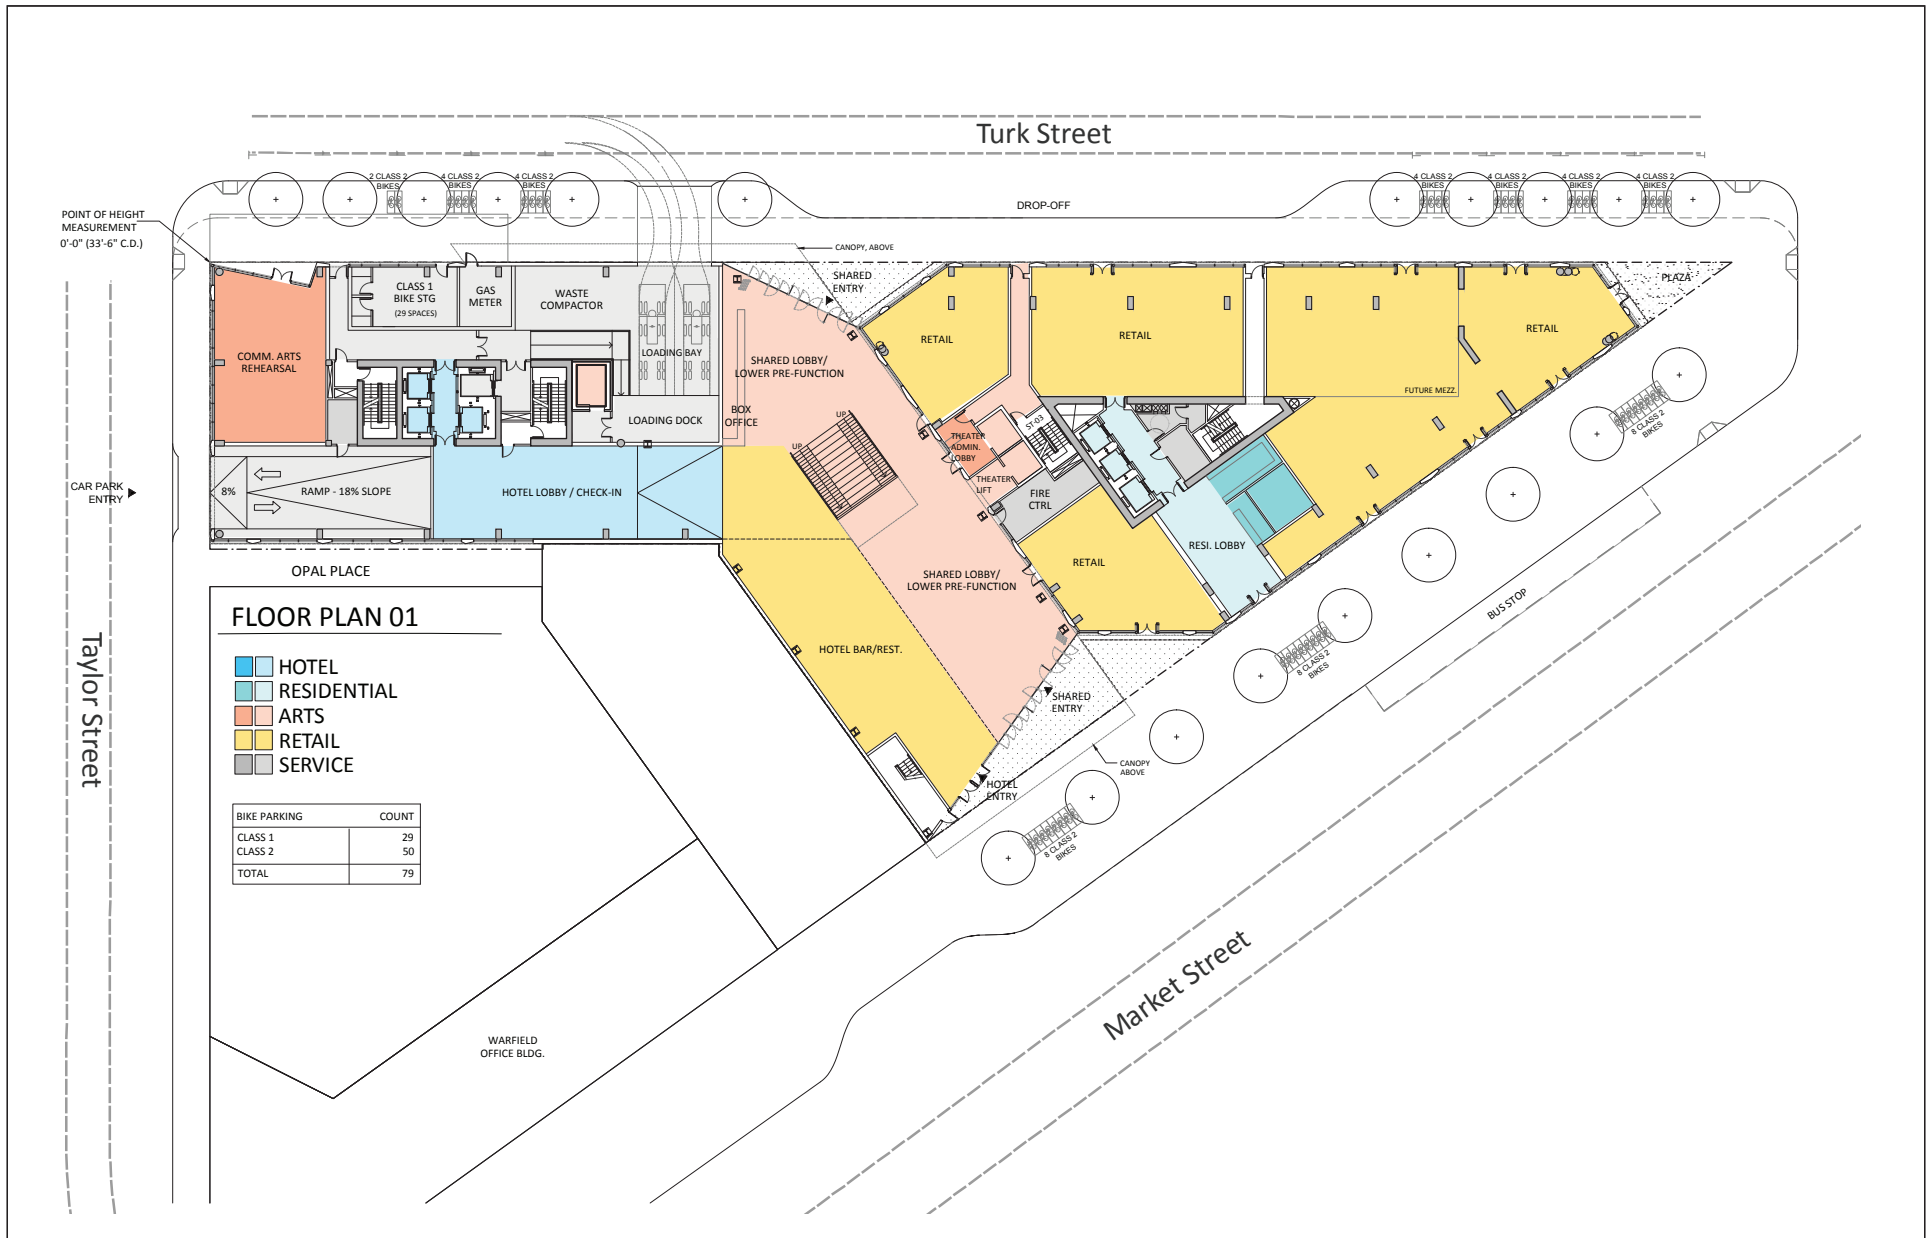 Turk Street
2 CLASS 2
BIKES
4 CLASS 2
BIKES
4 CLASS 2
BIKES
4 CLASS 2
BIKES
4 CLASS 2
BIKES
4 CLASS 2
BIKES
4 CLASS 2
BIKES
DROP-OFF
POINT OF HEIGHT
MEASUREMENT
0'-0" (33'-6" C.D.)
CANOPY, ABOVE
SHARED
ENTRY
PLAZA
CLASS 1
BIKE STG
(29 SPACES)
GAS
METER
WASTE
COMPACTOR
COMM. ARTS
REHEARSAL
LOADING BAY
SHARED LOBBY/
LOWER PRE-FUNCTION
RETAIL
RETAIL
RETAIL
FUTURE MEZZ.
LOADING DOCK
BOX
OFFICE
UP
UP
ST-03
THEATER
ADMIN.
LOBBY
THEATER
LIFT
FIRE
CTRL
8 CLASS 2
BIKES
CAR PARK
ENTRY
8%
RAMP - 18% SLOPE
HOTEL LOBBY / CHECK-IN
RESI. LOBBY
RETAIL
SHARED LOBBY/
LOWER PRE-FUNCTION
OPAL PLACE
BUS STOP
FLOOR PLAN 01
HOTEL BAR/REST.
8 CLASS 2
BIKES
HOTEL
RESIDENTIAL
ARTS
RETAIL
SERVICE
SHARED
ENTRY
CANOPY
ABOVE
HOTEL
ENTRY
8 CLASS 2
BIKES
Taylor Street
BIKE PARKING COUNT
CLASS 1 29
CLASS 2 50
TOTAL 79
Market Street
WARFIELD
OFFICE BLDG.